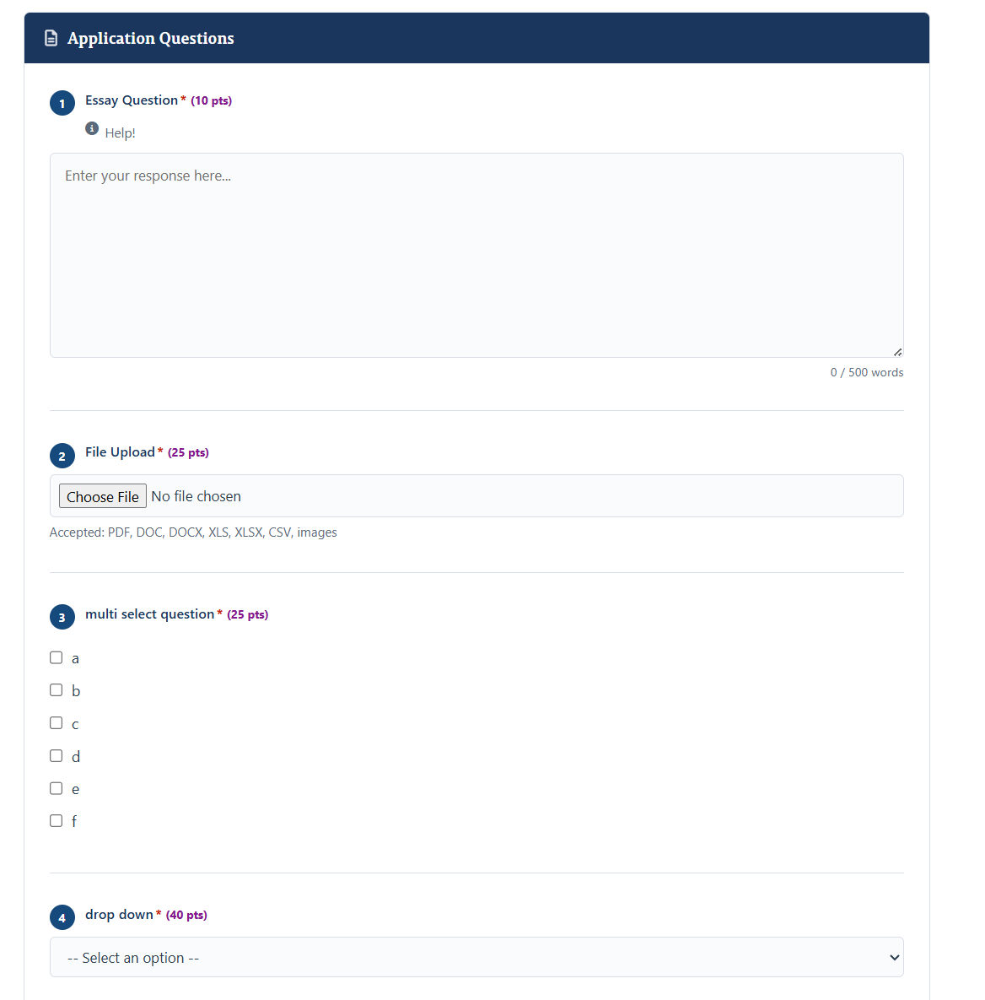 Application Questions
1 Essay Question* (10 pts)
Help!
Enter your response here...
0 / 500 words
2 File Upload* (25 pts)
Choose File No file chosen
Accepted: PDF, DOC, DOCX, XLS, XLSX, CSV, images
3 multi select question* (25 pts)
a
b
c
d
e
f
4 drop down* (40 pts)
-- Select an option --